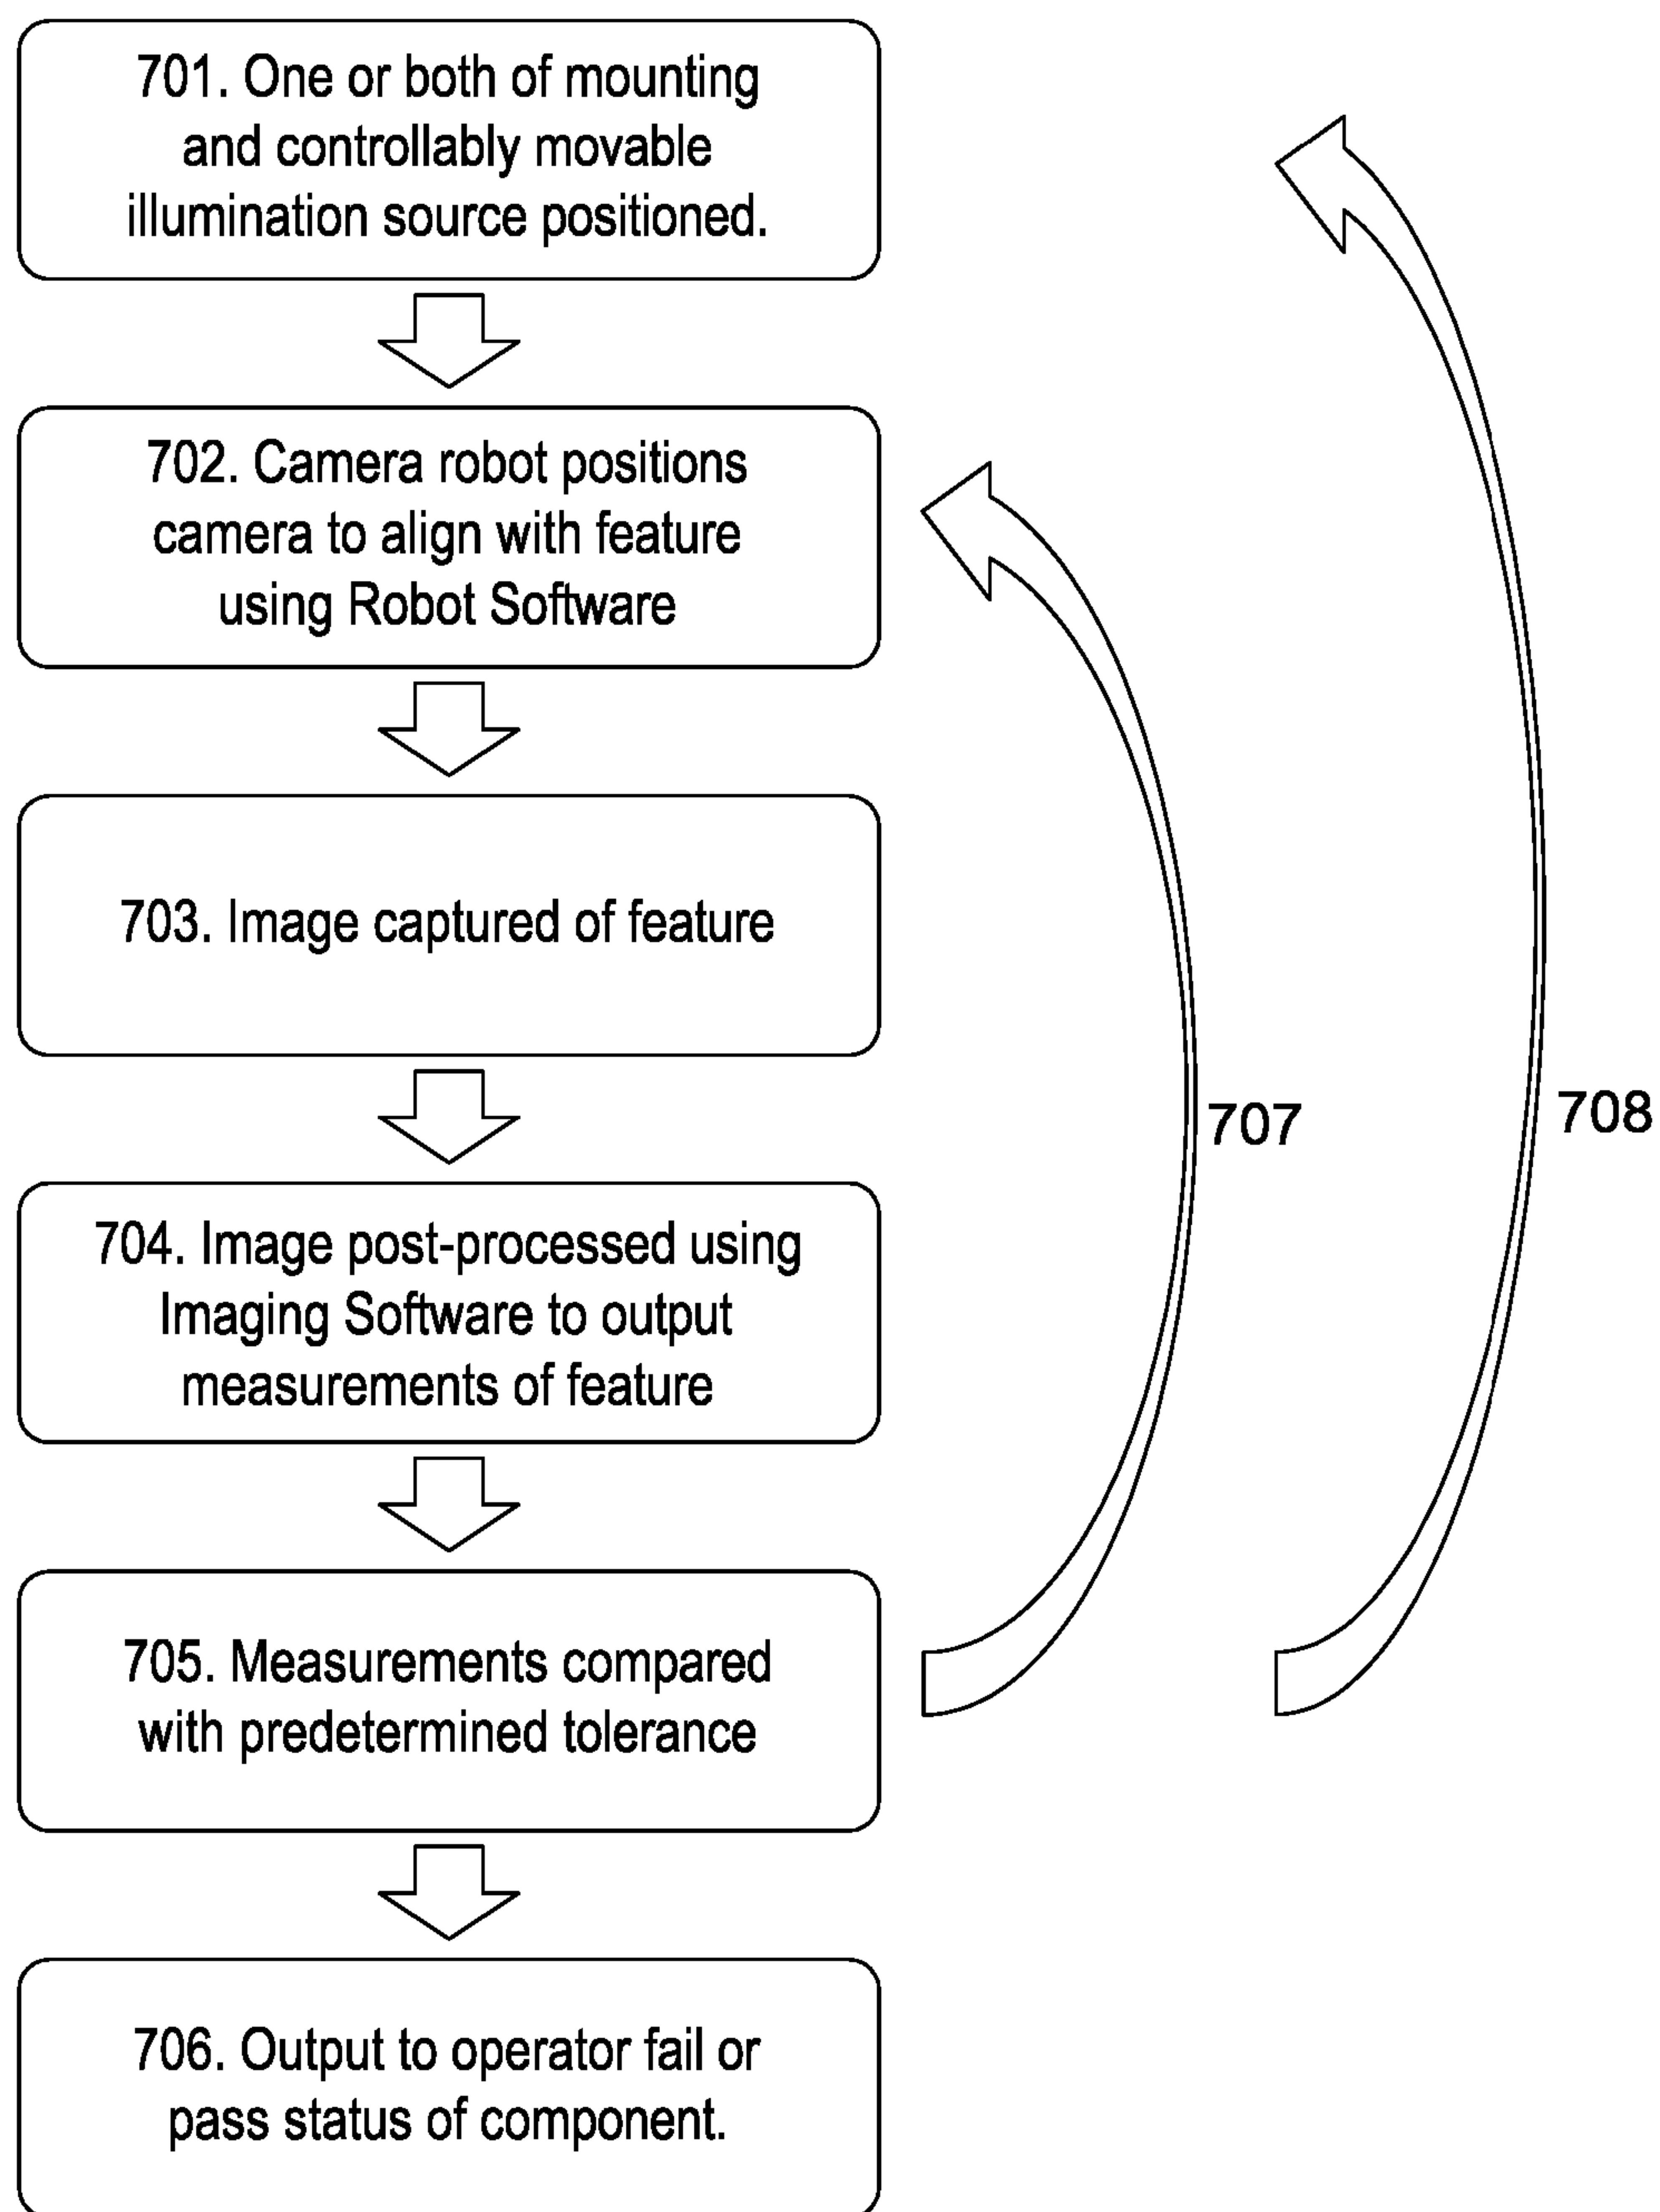 701. One or both of mounting
and controllably movable
illumination source positioned.
702. Camera robot positions
camera to align with feature
using Robot Software
703. Image captured of feature
704. Image post-processed using
Imaging Software to output
measurements of feature
705. Measurements compared
with predetermined tolerance
706. Output to operator fail or
pass status of component.
707
708